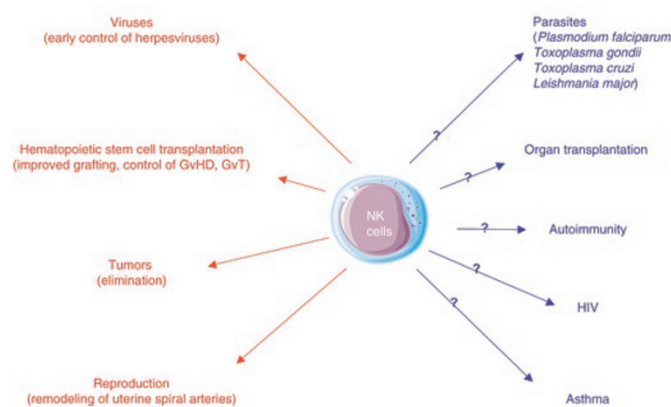 Viruses
(early control of herpesviruses)
Hematopoietic stem cell transplantation
(improved grafting, control of GvHD, GvT)
Tumors
(elimination)
Reproduction
(remodeling of uterine spiral arteries)
NK
cells
Parasites
(Plasmodium falciparum
Toxoplasma gondii
Toxoplasma cruzi
Leishmania major)
?
Organ transplantation
?
Autoimmunity
?
HIV
?
Asthma
?